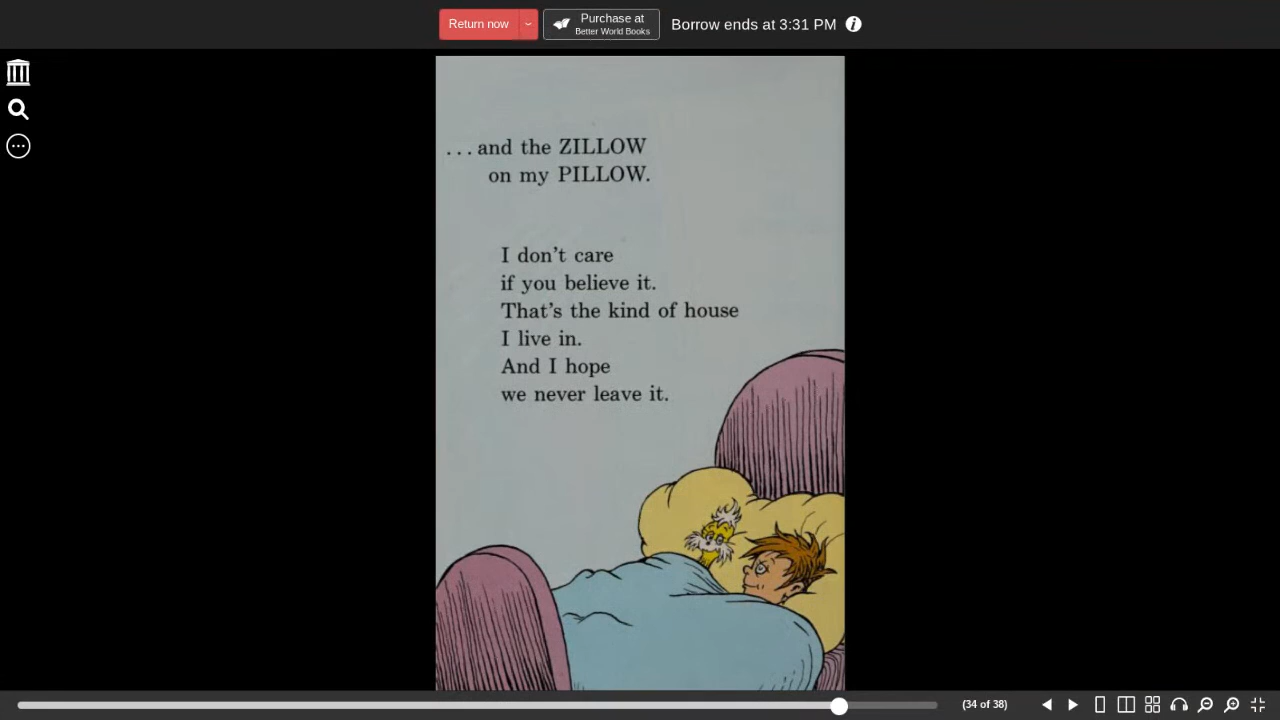 Return now
Purchase at
Better World Books
Borrow ends at 3:31 PM
...and the ZILLOW
on my PILLOW.
I don't care
if you believe it.
That's the kind of house
I live in.
And I hope
we never leave it.
(34 of 38)